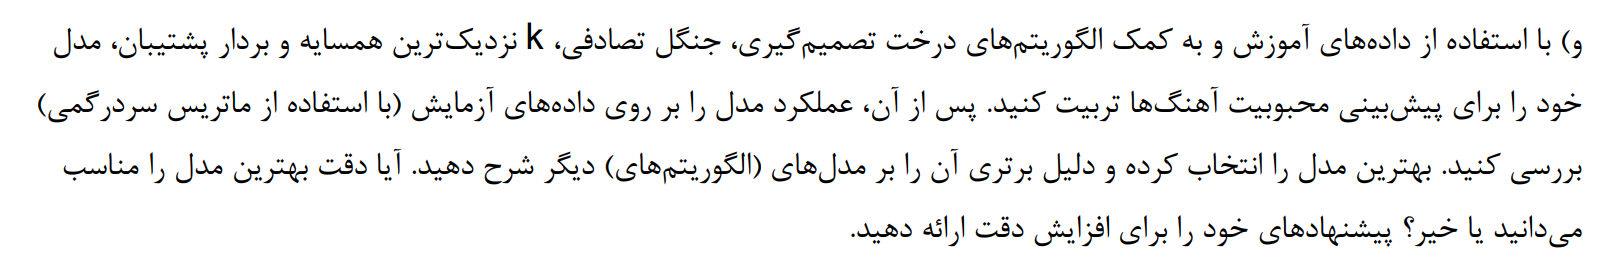 و) با استفاده از داده‌های آموزش و به کمک الگوریتم‌های درخت تصمیم‌گیری، جنگل تصادفی، k نزدیک‌ترین همسایه و بردار پشتیبان، مدل
خود را برای پیش‌بینی محبوبیت آهنگ‌ها تربیت کنید. پس از آن، عملکرد مدل را بر روی داده‌های آزمایش (با استفاده از ماتریس سردرگمی)
بررسی کنید. بهترین مدل را انتخاب کرده و دلیل برتری آن را بر مدل‌های (الگوریتم‌های) دیگر شرح دهید. آیا دقت بهترین مدل را مناسب
می‌دانید یا خیر؟ پیشنهادهای خود را برای افزایش دقت ارائه دهید.